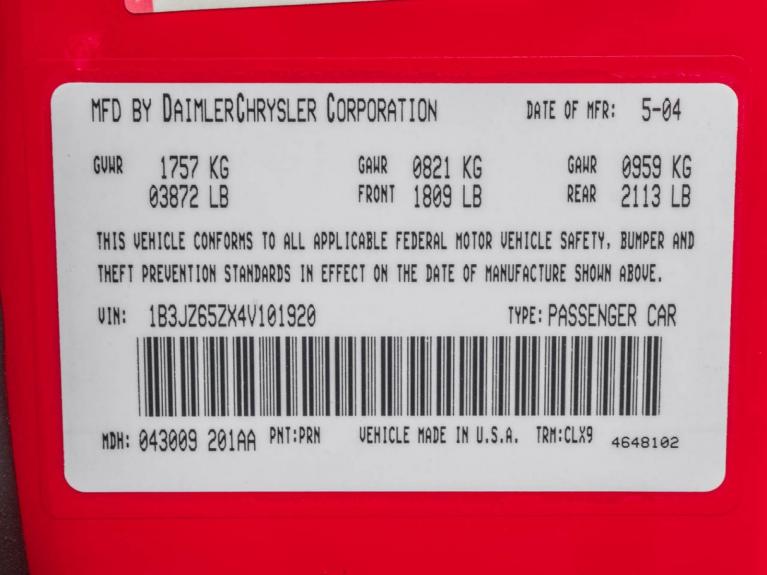 MFD BY DAIMLERCHRYSLER CORPORATION DATE OF MFR: 5-04
GVWR 1757 KG GAWR 0821 KG GAWR 0959 KG
03872 LB FRONT 1809 LB REAR 2113 LB
THIS VEHICLE CONFORMS TO ALL APPLICABLE FEDERAL MOTOR VEHICLE SAFETY, BUMPER AND
THEFT PREVENTION STANDARDS IN EFFECT ON THE DATE OF MANUFACTURE SHOWN ABOVE.
VIN: 1B3JZ65ZX4V101920 TYPE: PASSENGER CAR
MDH: 043009 201AA PNT:PRN VEHICLE MADE IN U.S.A. TRM:CLX9 4648102